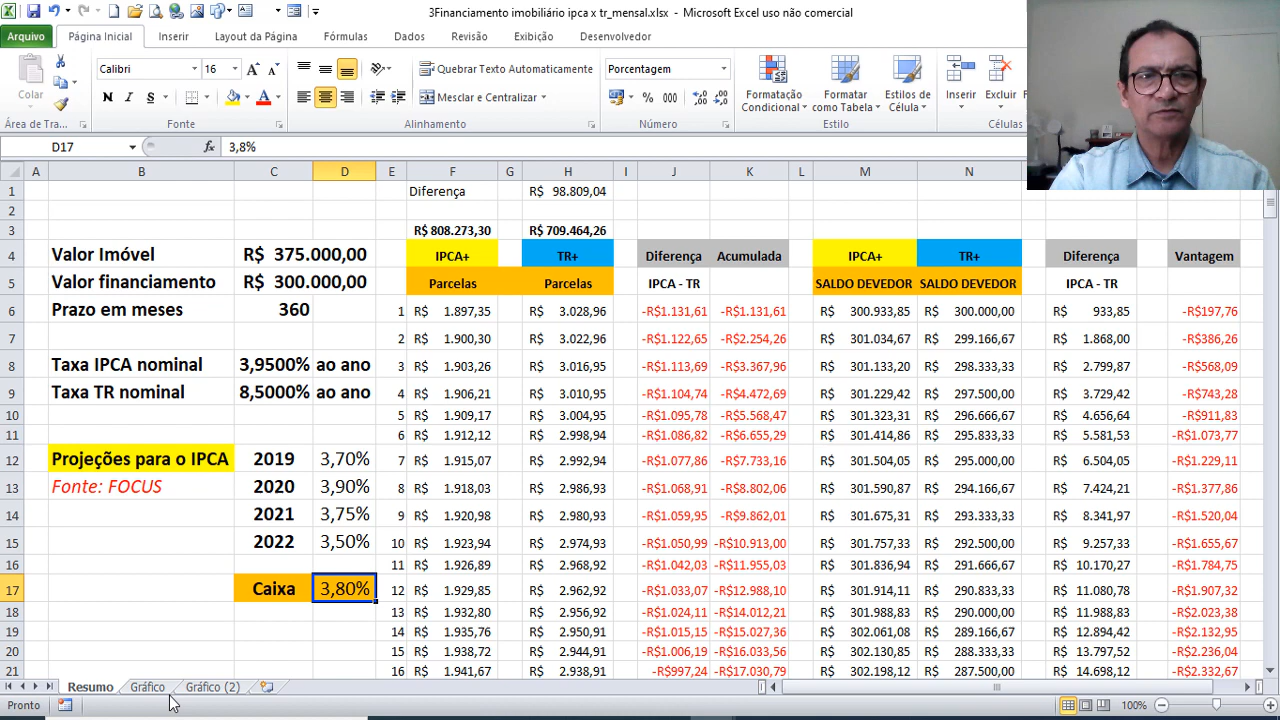 3Financiamento imobiliário ipca x tr_mensal.xlsx - Microsoft Excel uso não comercial
Arquivo Página Inicial Inserir Layout da Página Fórmulas Dados Revisão Exibição Desenvolvedor
Colar Calibri 16 Quebrar Texto Automaticamente Porcentagem
N I S Mesclar e Centralizar % 000 Formatação Condicional Formatar como Tabela Estilos de Célula Inserir Excluir
Área de Tra... Fonte Alinhamento Número Estilo Células
D17 fx 3,8%
A B C D E F G H I J K L M N O P Q R
1 Diferença R$ 98.809,04
2
3 R$ 808.273,30 R$ 709.464,26
4 Valor Imóvel R$ 375.000,00 IPCA+ TR+ Diferença Acumulada IPCA+ TR+ Diferença Vantagem
5 Valor financiamento R$ 300.000,00 Parcelas Parcelas IPCA - TR SALDO DEVEDOR SALDO DEVEDOR IPCA - TR
6 Prazo em meses 360 1 R$ 1.897,35 R$ 3.028,96 -R$1.131,61 -R$1.131,61 R$ 300.933,85 R$ 300.000,00 R$ 933,85 -R$197,76
7 2 R$ 1.900,30 R$ 3.022,96 -R$1.122,65 -R$2.254,26 R$ 301.034,67 R$ 299.166,67 R$ 1.868,00 -R$386,26
8 Taxa IPCA nominal 3,9500% ao ano 3 R$ 1.903,26 R$ 3.016,95 -R$1.113,69 -R$3.367,96 R$ 301.133,20 R$ 298.333,33 R$ 2.799,87 -R$568,09
9 Taxa TR nominal 8,5000% ao ano 4 R$ 1.906,21 R$ 3.010,95 -R$1.104,74 -R$4.472,69 R$ 301.229,42 R$ 297.500,00 R$ 3.729,42 -R$743,28
10 5 R$ 1.909,17 R$ 3.004,95 -R$1.095,78 -R$5.568,47 R$ 301.323,31 R$ 296.666,67 R$ 4.656,64 -R$911,83
11 6 R$ 1.912,12 R$ 2.998,94 -R$1.086,82 -R$6.655,29 R$ 301.414,86 R$ 295.833,33 R$ 5.581,53 -R$1.073,77
12 Projeções para o IPCA 2019 3,70% 7 R$ 1.915,07 R$ 2.992,94 -R$1.077,86 -R$7.733,16 R$ 301.504,05 R$ 295.000,00 R$ 6.504,05 -R$1.229,11
13 Fonte: FOCUS 2020 3,90% 8 R$ 1.918,03 R$ 2.986,93 -R$1.068,91 -R$8.802,06 R$ 301.590,87 R$ 294.166,67 R$ 7.424,21 -R$1.377,86
14 2021 3,75% 9 R$ 1.920,98 R$ 2.980,93 -R$1.059,95 -R$9.862,01 R$ 301.675,31 R$ 293.333,33 R$ 8.341,97 -R$1.520,04
15 2022 3,50% 10 R$ 1.923,94 R$ 2.974,93 -R$1.050,99 -R$10.913,00 R$ 301.757,33 R$ 292.500,00 R$ 9.257,33 -R$1.655,67
16 11 R$ 1.926,89 R$ 2.968,92 -R$1.042,03 -R$11.955,03 R$ 301.836,94 R$ 291.666,67 R$ 10.170,27 -R$1.784,75
17 Caixa 3,80% 12 R$ 1.929,85 R$ 2.962,92 -R$1.033,07 -R$12.988,10 R$ 301.914,11 R$ 290.833,33 R$ 11.080,78 -R$1.907,32
18 13 R$ 1.932,80 R$ 2.956,92 -R$1.024,11 -R$14.012,21 R$ 301.988,83 R$ 290.000,00 R$ 11.988,83 -R$2.023,38
19 14 R$ 1.935,76 R$ 2.950,91 -R$1.015,15 -R$15.027,36 R$ 302.061,08 R$ 289.166,67 R$ 12.894,42 -R$2.132,95
20 15 R$ 1.938,72 R$ 2.944,91 -R$1.006,19 -R$16.033,56 R$ 302.130,85 R$ 288.333,33 R$ 13.797,52 -R$2.236,04
21 16 R$ 1.941,67 R$ 2.938,91 -R$997,24 -R$17.030,79 R$ 302.198,12 R$ 287.500,00 R$ 14.698,12 -R$2.332,67
Resumo Gráfico Gráfico (2)
Pronto 100%